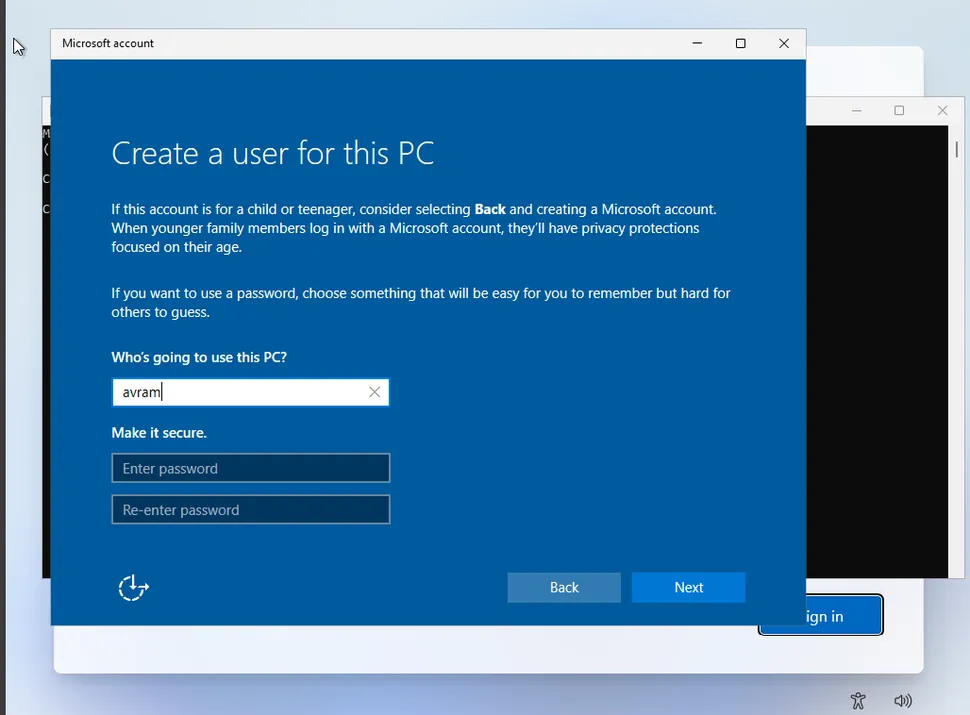 Microsoft account
M
(
C
C
Create a user for this PC
If this account is for a child or teenager, consider selecting Back and creating a Microsoft account.
When younger family members log in with a Microsoft account, they'll have privacy protections
focused on their age.
If you want to use a password, choose something that will be easy for you to remember but hard for
others to guess.
Who's going to use this PC?
avram
Make it secure.
Enter password
Re-enter password
Back
Next
ign in